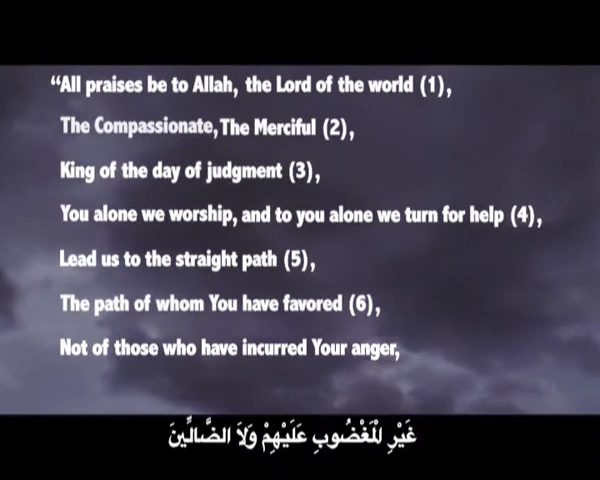 “All praises be to Allah, the Lord of the world (1),
The Compassionate, The Merciful (2),
King of the day of judgment (3),
You alone we worship, and to you alone we turn for help (4),
Lead us to the straight path (5),
The path of whom You have favored (6),
Not of those who have incurred Your anger,
غَيْرِ الْمَغْضُوبِ عَلَيْهِمْ وَلَا الضَّالِّينَ